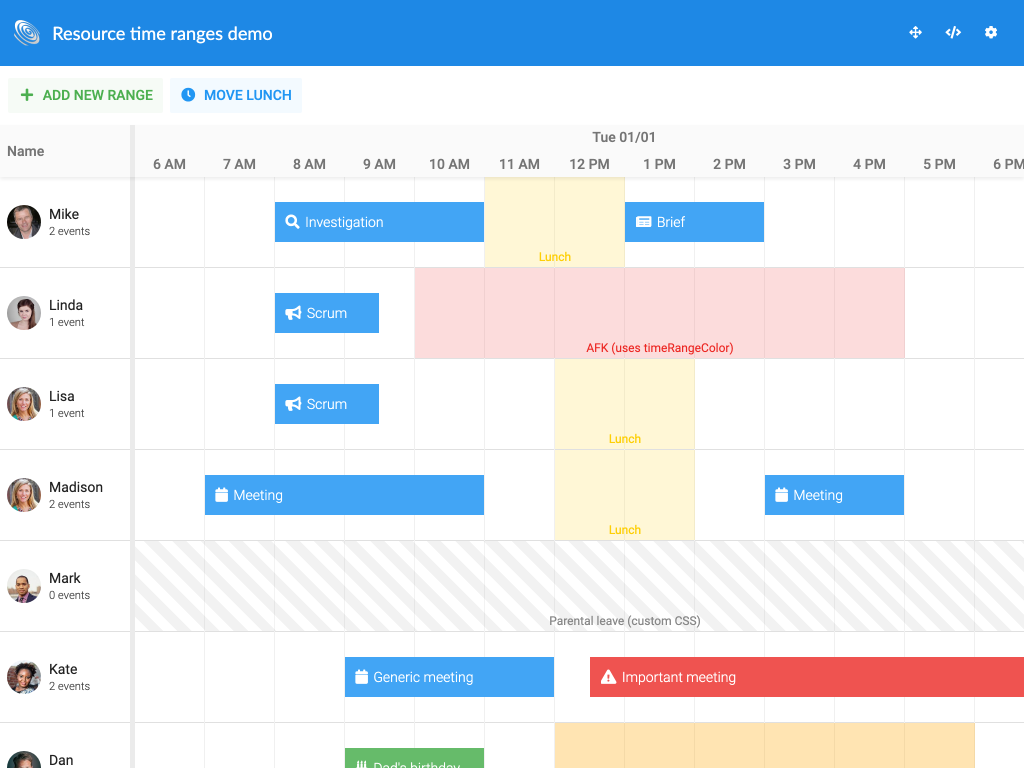 Resource time ranges demo
ADD NEW RANGE
MOVE LUNCH
Name
Tue 01/01
6 AM 7 AM 8 AM 9 AM 10 AM 11 AM 12 PM 1 PM 2 PM 3 PM 4 PM 5 PM 6 PM
Mike
2 events
Investigation
Brief
Lunch
Linda
1 event
Scrum
AFK (uses timeRangeColor)
Lisa
1 event
Scrum
Lunch
Madison
2 events
Meeting
Meeting
Lunch
Mark
0 events
Parental leave (custom CSS)
Kate
2 events
Generic meeting
Important meeting
Dan
Dad's birthday